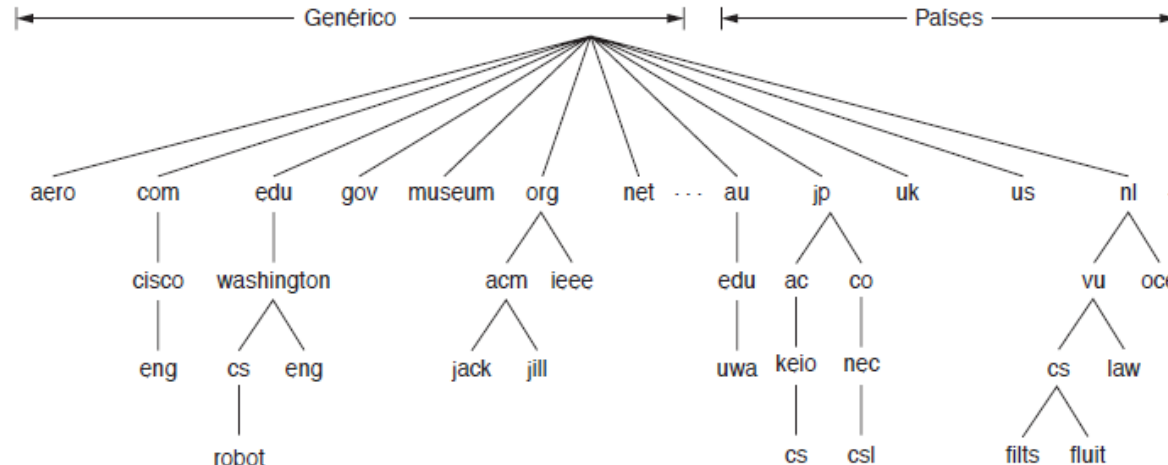 Genérico Países
aero com edu gov museum org net ... au jp uk us nl
cisco washington acm ieee edu ac co vu oce
eng cs eng jack jill uwa keio nec cs law
robot cs csl filts fluit